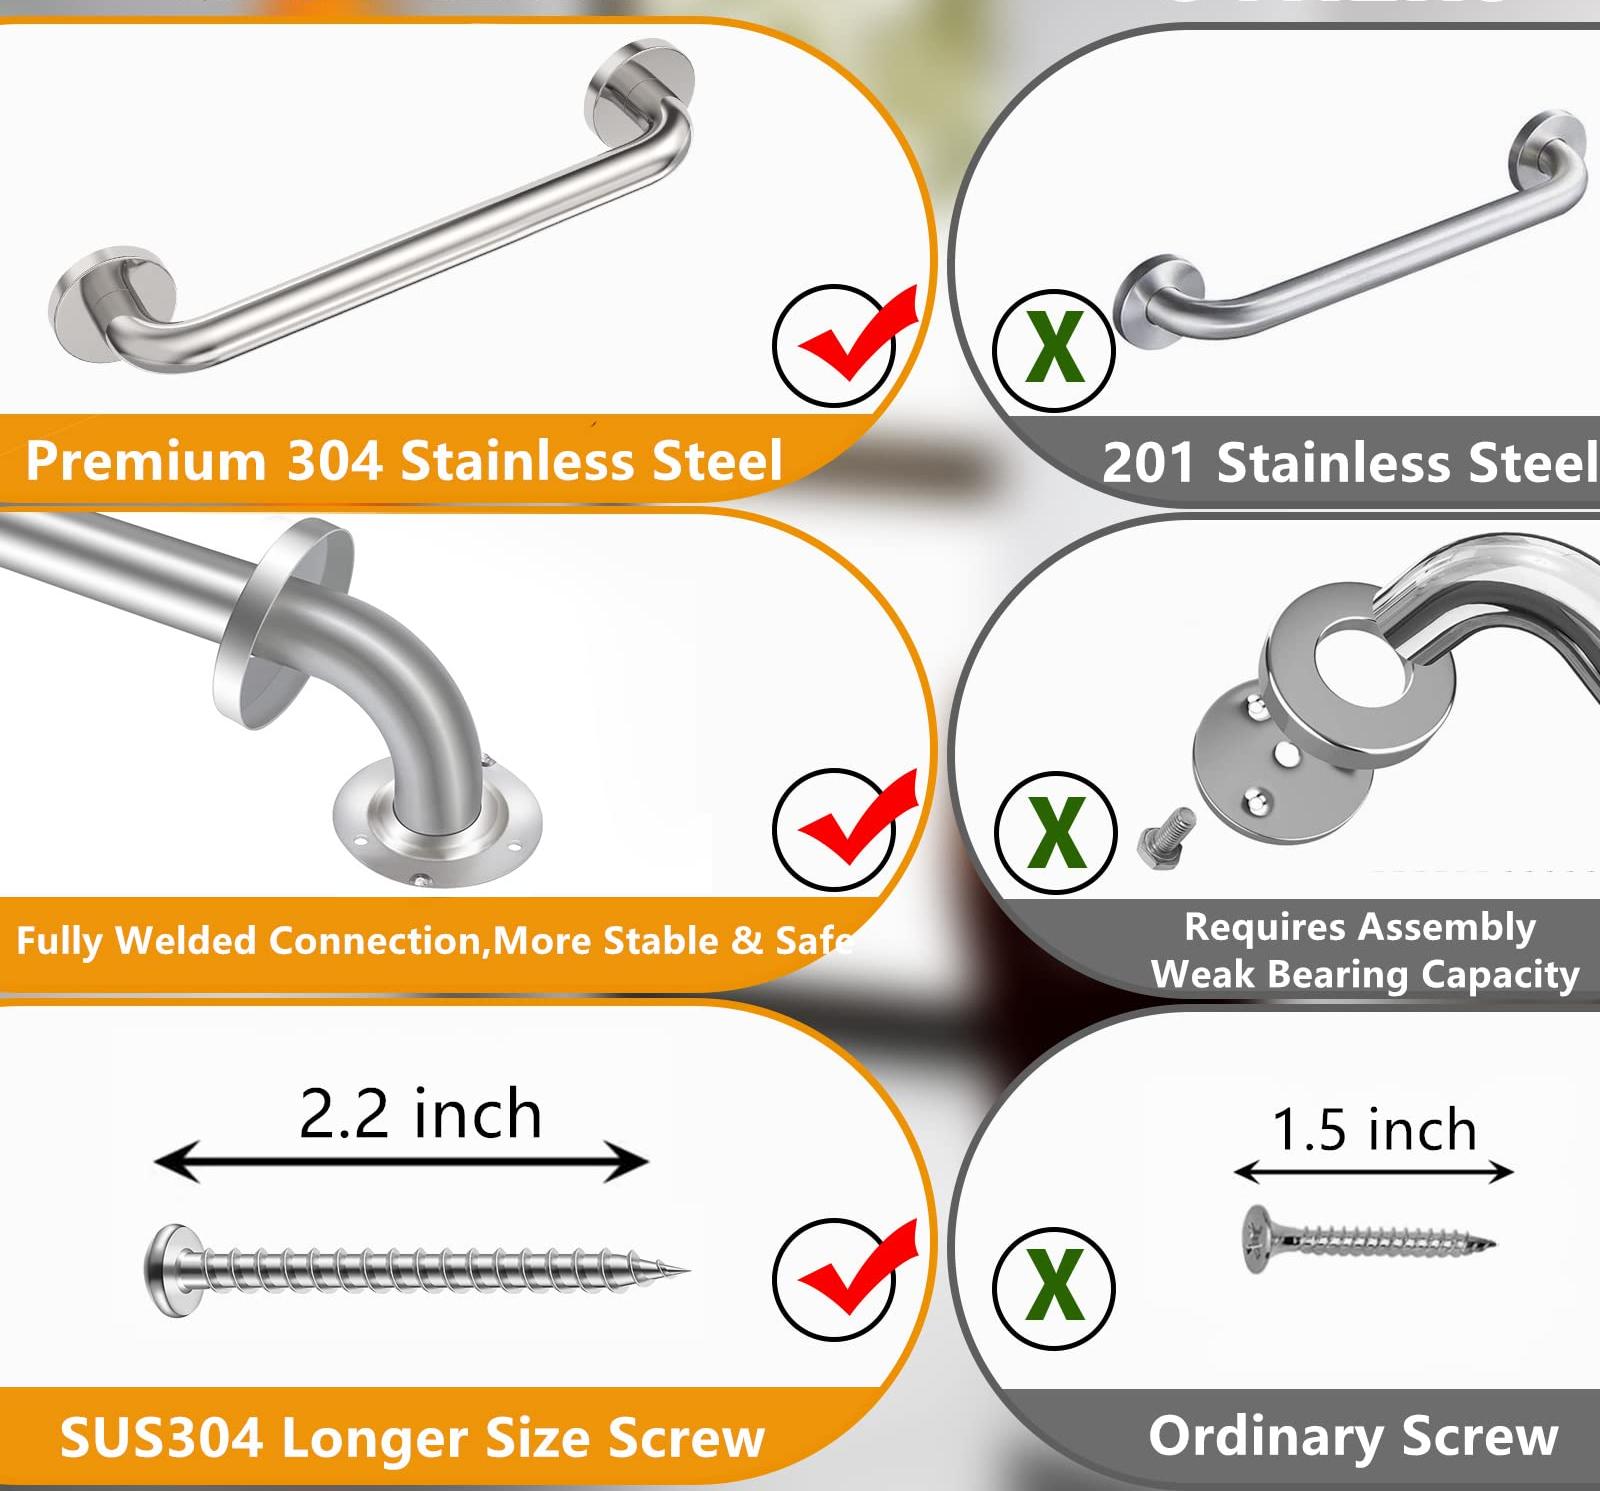 Premium 304 Stainless Steel
201 Stainless Steel
Fully Welded Connection,More Stable & Safe
Requires Assembly
Weak Bearing Capacity
2.2 inch
1.5 inch
SUS304 Longer Size Screw
Ordinary Screw